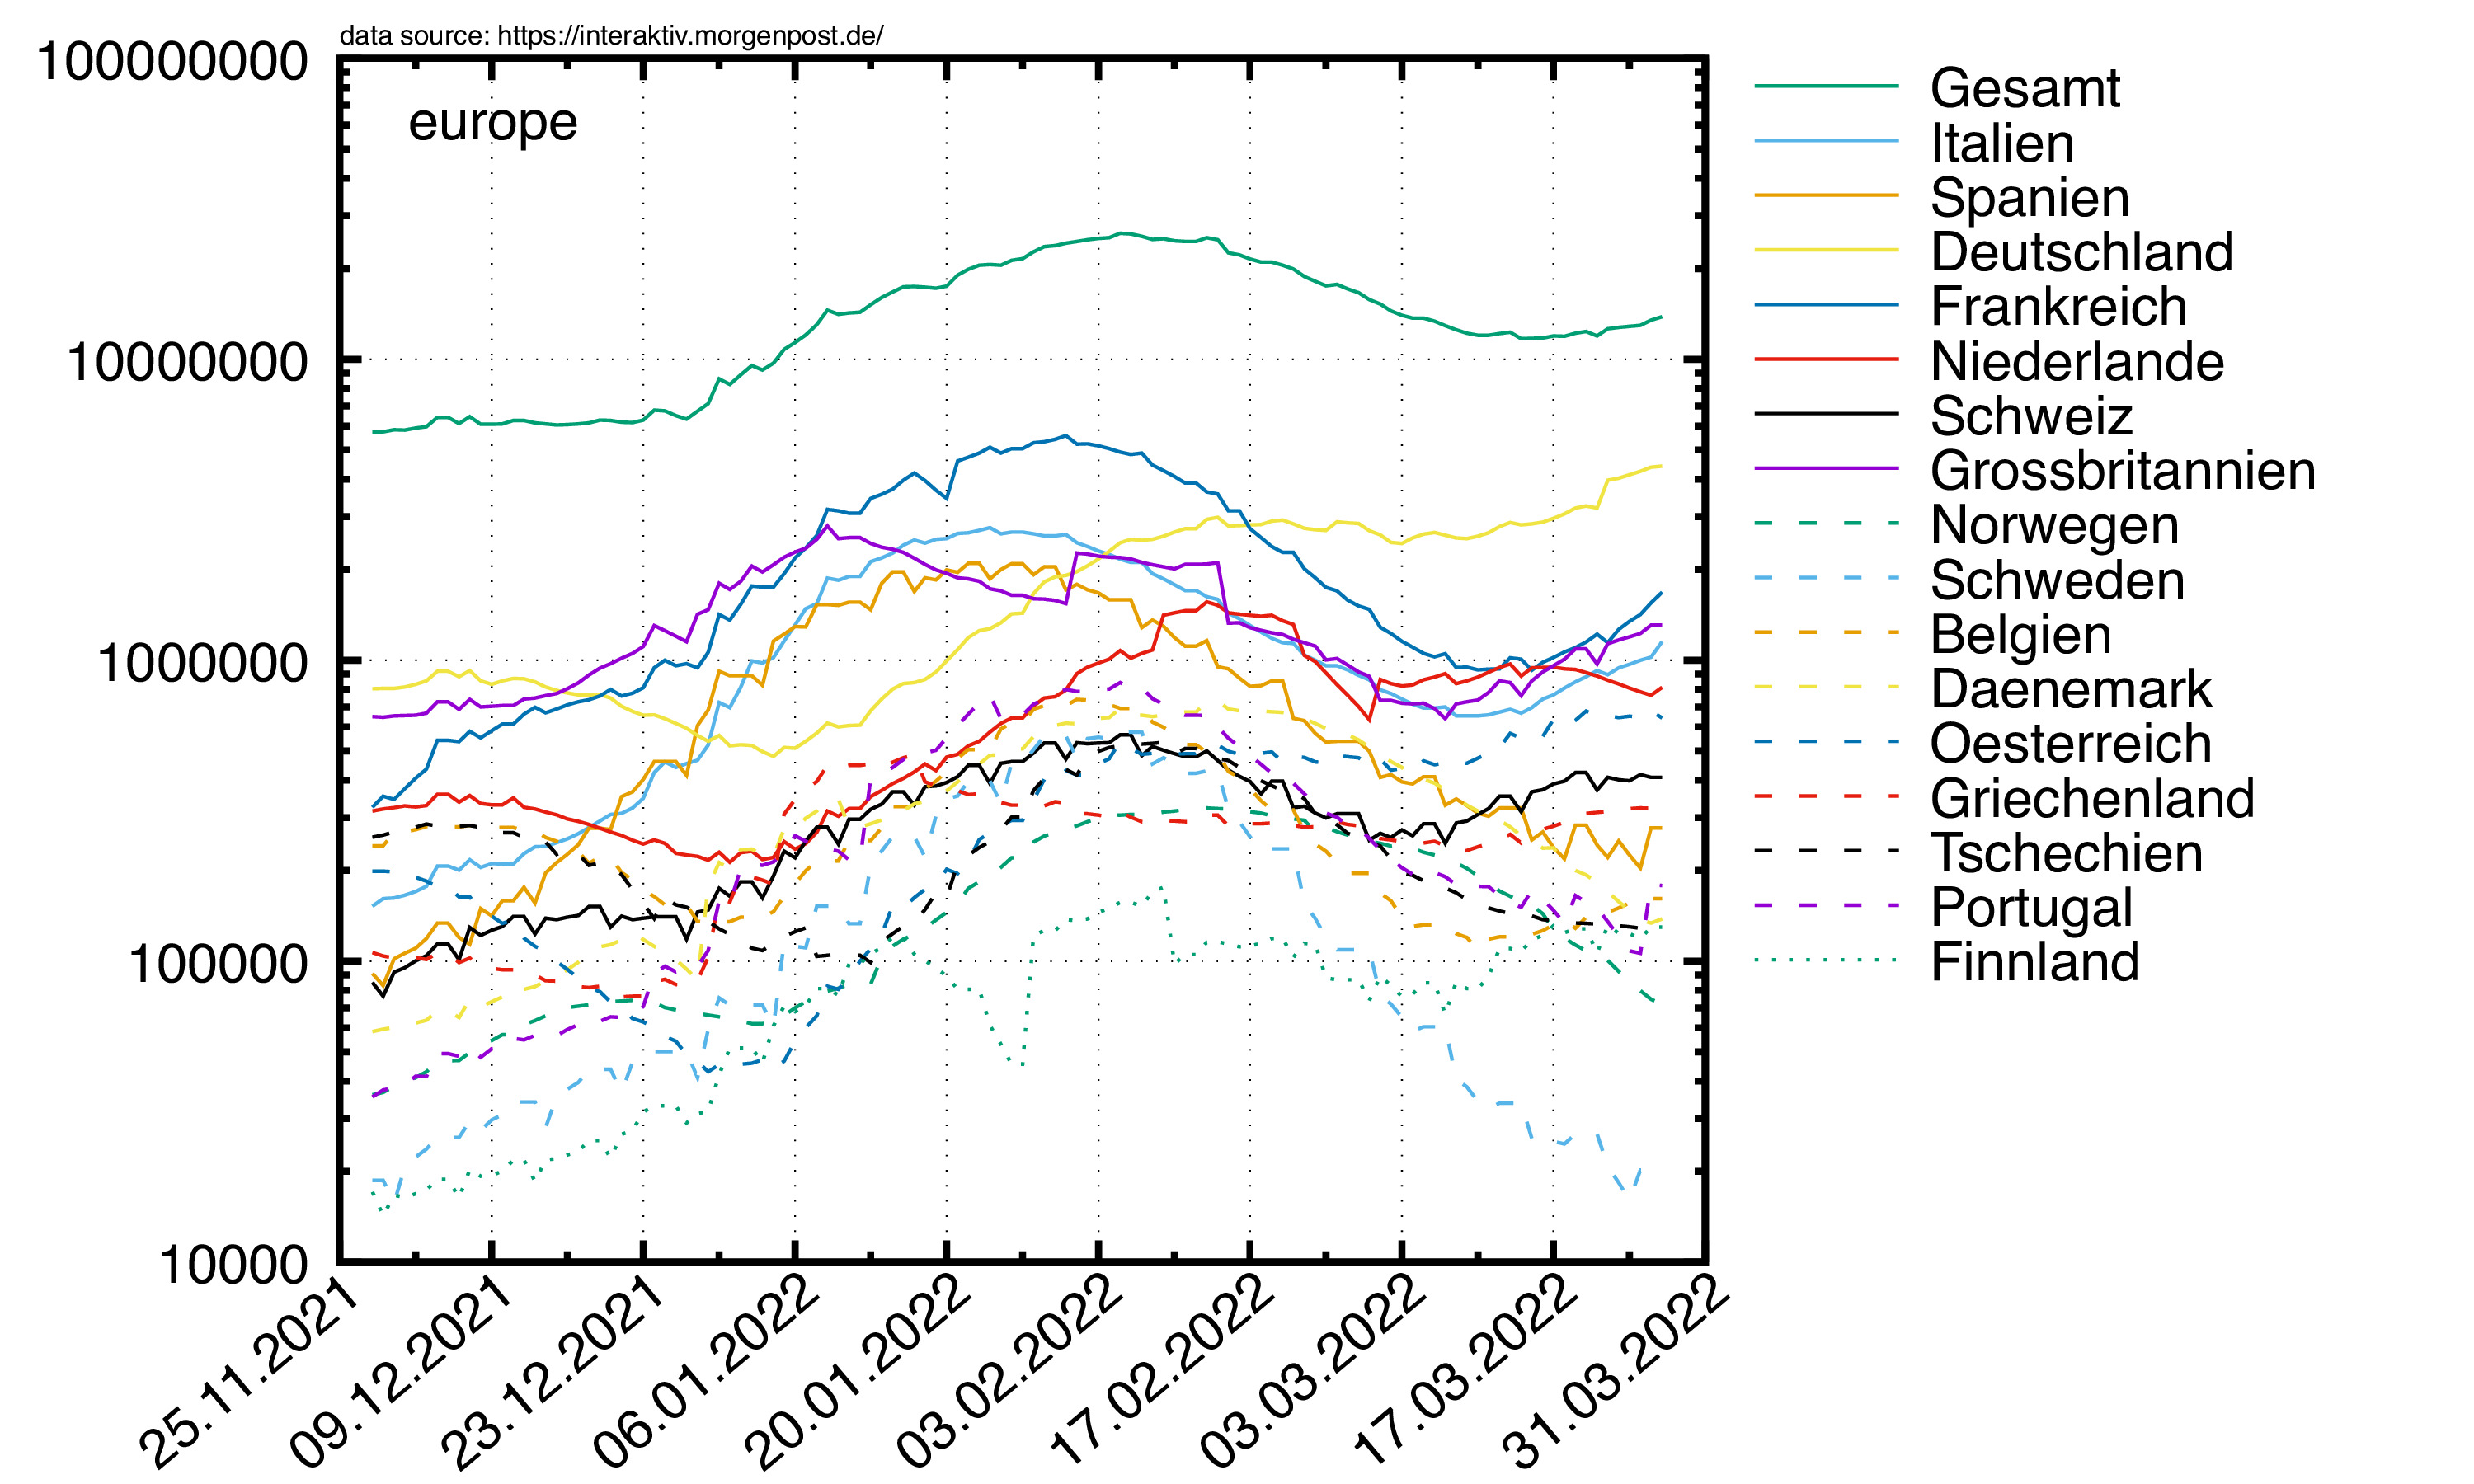 data source: https://interaktiv.morgenpost.de/
100000000
10000000
1000000
100000
10000
europe
Gesamt
Italien
Spanien
Deutschland
Frankreich
Niederlande
Schweiz
Grossbritannien
Norwegen
Schweden
Belgien
Daenemark
Oesterreich
Griechenland
Tschechien
Portugal
Finnland
25.11.2021
09.12.2021
23.12.2021
06.01.2022
20.01.2022
03.02.2022
17.02.2022
03.03.2022
17.03.2022
31.03.2022